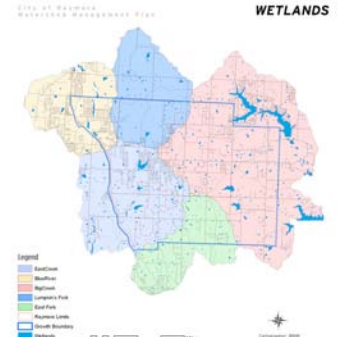 City of Raymore
Watershed Management Plan
WETLANDS
Legend
EastCreek
BlueRiver
BigCreek
Lumpkin's Fork
East Fork
Raymore Limits
Growth Boundary
Wetlands